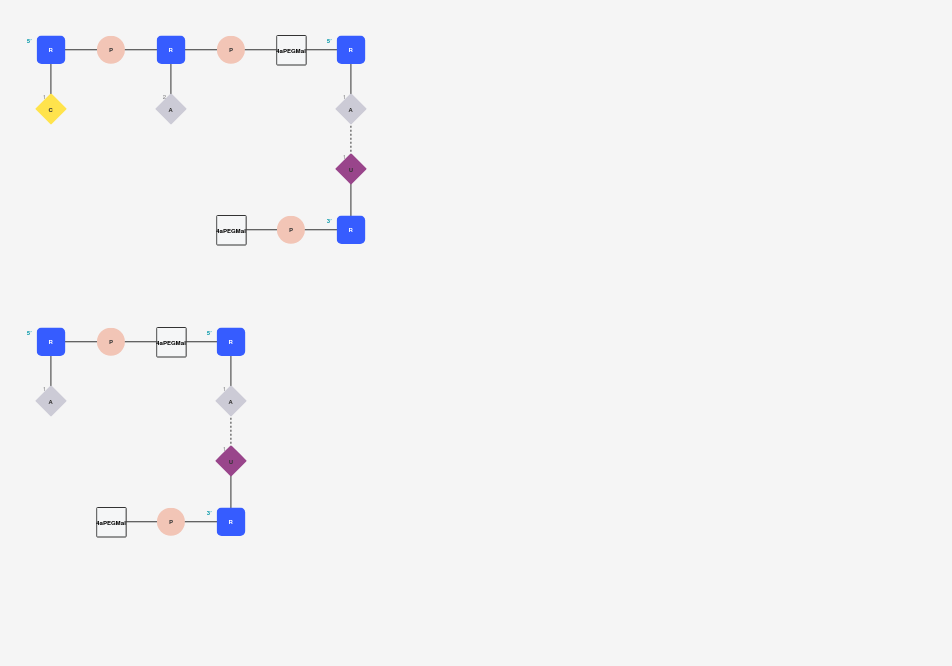 5' R P R P 4aPEGMal 5' R
1 C 2 A 1 A
1 U
4aPEGMal P 3' R
5' R P 4aPEGMal 5' R
1 A 1 A
1 U
4aPEGMal P 3' R